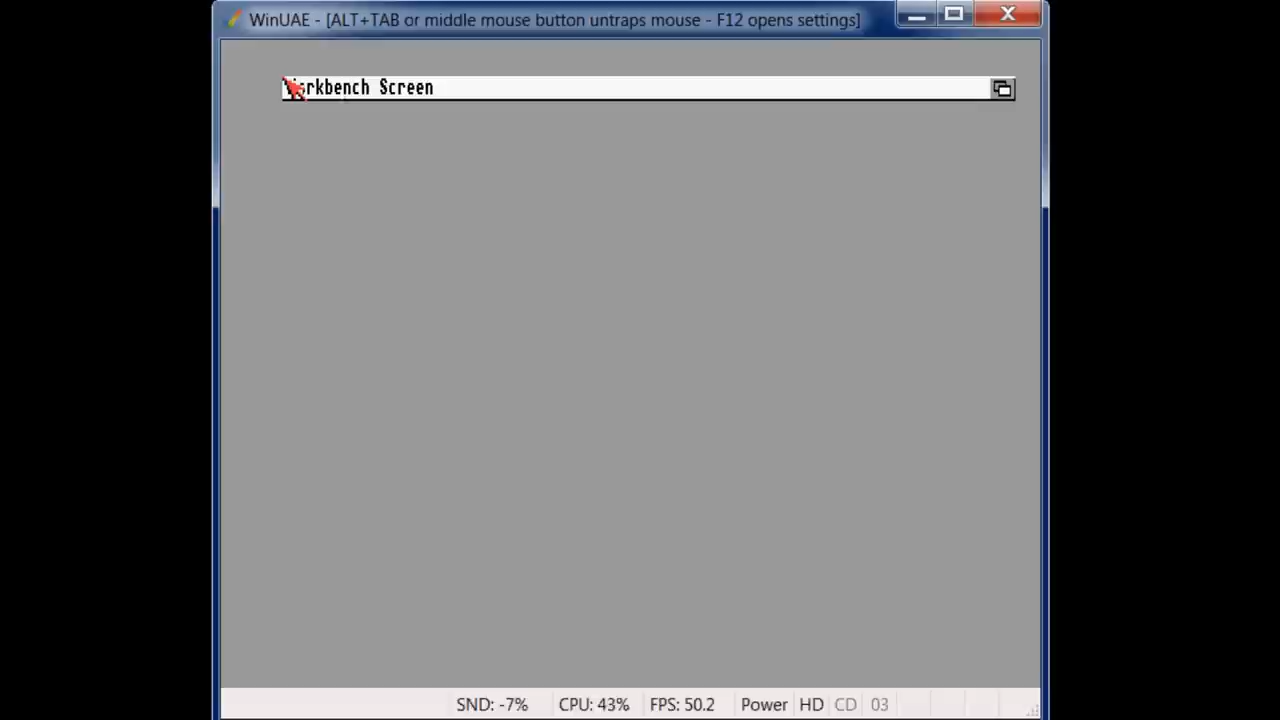 WinUAE - [ALT+TAB or middle mouse button untraps mouse - F12 opens settings]
Workbench Screen
SND: -7% CPU: 43% FPS: 50.2 Power HD CD 03